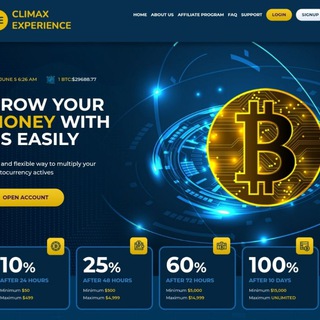 CLIMAX
EXPERIENCE
HOME ABOUT US AFFILIATE PROGRAM FAQ SUPPORT LOGIN SIGNUP
JUNE 5 6:26 AM 1 BTC: $29688.77
ROW YOUR
MONEY WITH
S EASILY
and flexible way to multiply your
tocurrency actives
OPEN ACCOUNT
10% 25% 60% 100%
AFTER 24 HOURS AFTER 48 HOURS AFTER 72 HOURS AFTER 10 DAYS
Minimum $50 Minimum $500 Minimum $5,000 Minimum $15,000
Maximum $499 Maximum $4,999 Maximum $14,999 Maximum UNLIMITED